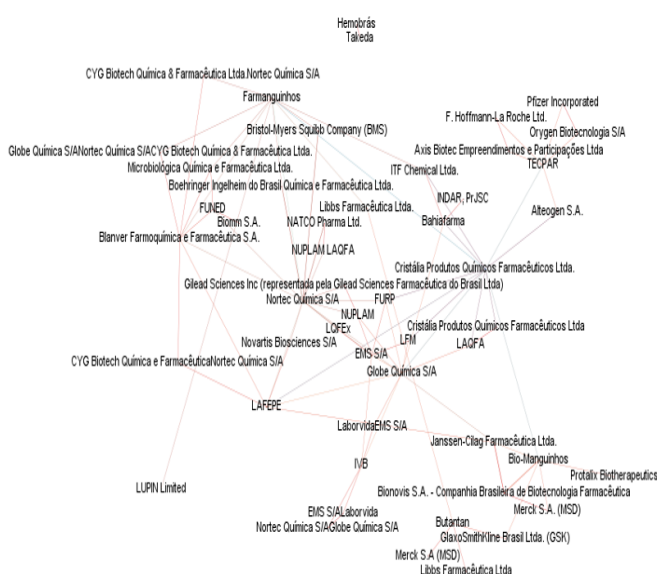 Hemobrás
Takeda
CYG Biotech Química & Farmacêutica Ltda.Nortec Química S/A
Farmanguinhos
Pfizer Incorporated
F. Hoffmann-La Roche Ltd.
Orygen Biotecnologia S/A
Bristol-Myers Squibb Company (BMS)
Axis Biotec Empreendimentos e Participações Ltda
Globe Química S/ANortec Química S/ACYG Biotech Química & Farmacêutica Ltda.
TECPAR
Microbiológica Química e Farmacêutica Ltda.
ITF Chemical Ltda.
Boehringer Ingelheim do Brasil Química e Farmacêutica Ltda.
INDAR, PrJSC
Libbs Farmacêutica Ltda.
FUNED
Alteogen S.A.
Biomm S.A.
NATCO Pharma Ltd.
Bahiafarma
Blanver Farmoquímica e Farmacêutica S.A.
NUPLAM LAQFA
Cristália Produtos Químicos Farmacêuticos Ltda.
Gilead Sciences Inc (representada pela Gilead Sciences Farmacêutica do Brasil Ltda)
Nortec Química S/A
FURP
NUPLAM
LQFEx
Cristália Produtos Químicos Farmacêuticos Ltda
Novartis Biosciences S/A
LFM
LAQFA
EMS S/A
CYG Biotech Química e FarmacêuticaNortec Química S/A
Globe Química S/A
LAFEPE
LaborvidaEMS S/A
Janssen-Cilag Farmacêutica Ltda.
IVB
Bio-Manguinhos
Protalix Biotherapeutics
LUPIN Limited
Bionovis S.A. - Companhia Brasileira de Biotecnologia Farmacêutica
EMS S/ALaborvida
Merck S.A. (MSD)
Nortec Química S/AGlobe Química S/A
Butantan
GlaxoSmithKline Brasil Ltda. (GSK)
Merck S.A (MSD)
Libbs Farmacêutica Ltda